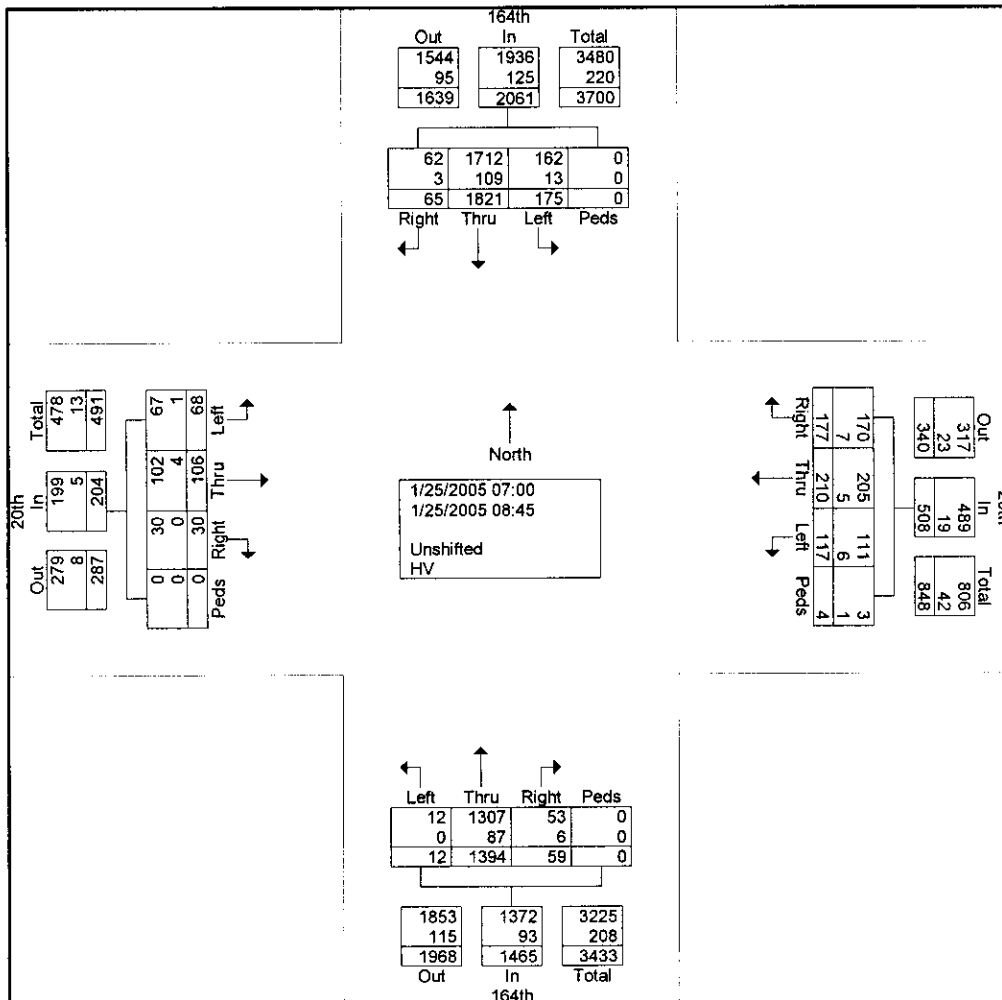 164th
Out In Total
1544 1936 3480
95 125 220
1639 2061 3700
62 1712 162 0
3 109 13 0
65 1821 175 0
Right Thru Left Peds
20th
Total In Out
478 199 279
13 5 8
491 204 287
67 102 30 0
1 4 0 0
68 106 30 0
Left Thru Right Peds
North
1/25/2005 07:00
1/25/2005 08:45
Unshifted
HV
Right Thru Left Peds
170 205 111 3
7 5 6 1
177 210 117 4
Out In Total
317 489 806
23 19 42
340 508 848
Left Thru Right Peds
12 1307 53 0
0 87 6 0
12 1394 59 0
1853 1372 3225
115 93 208
1968 1465 3433
Out In Total
164th